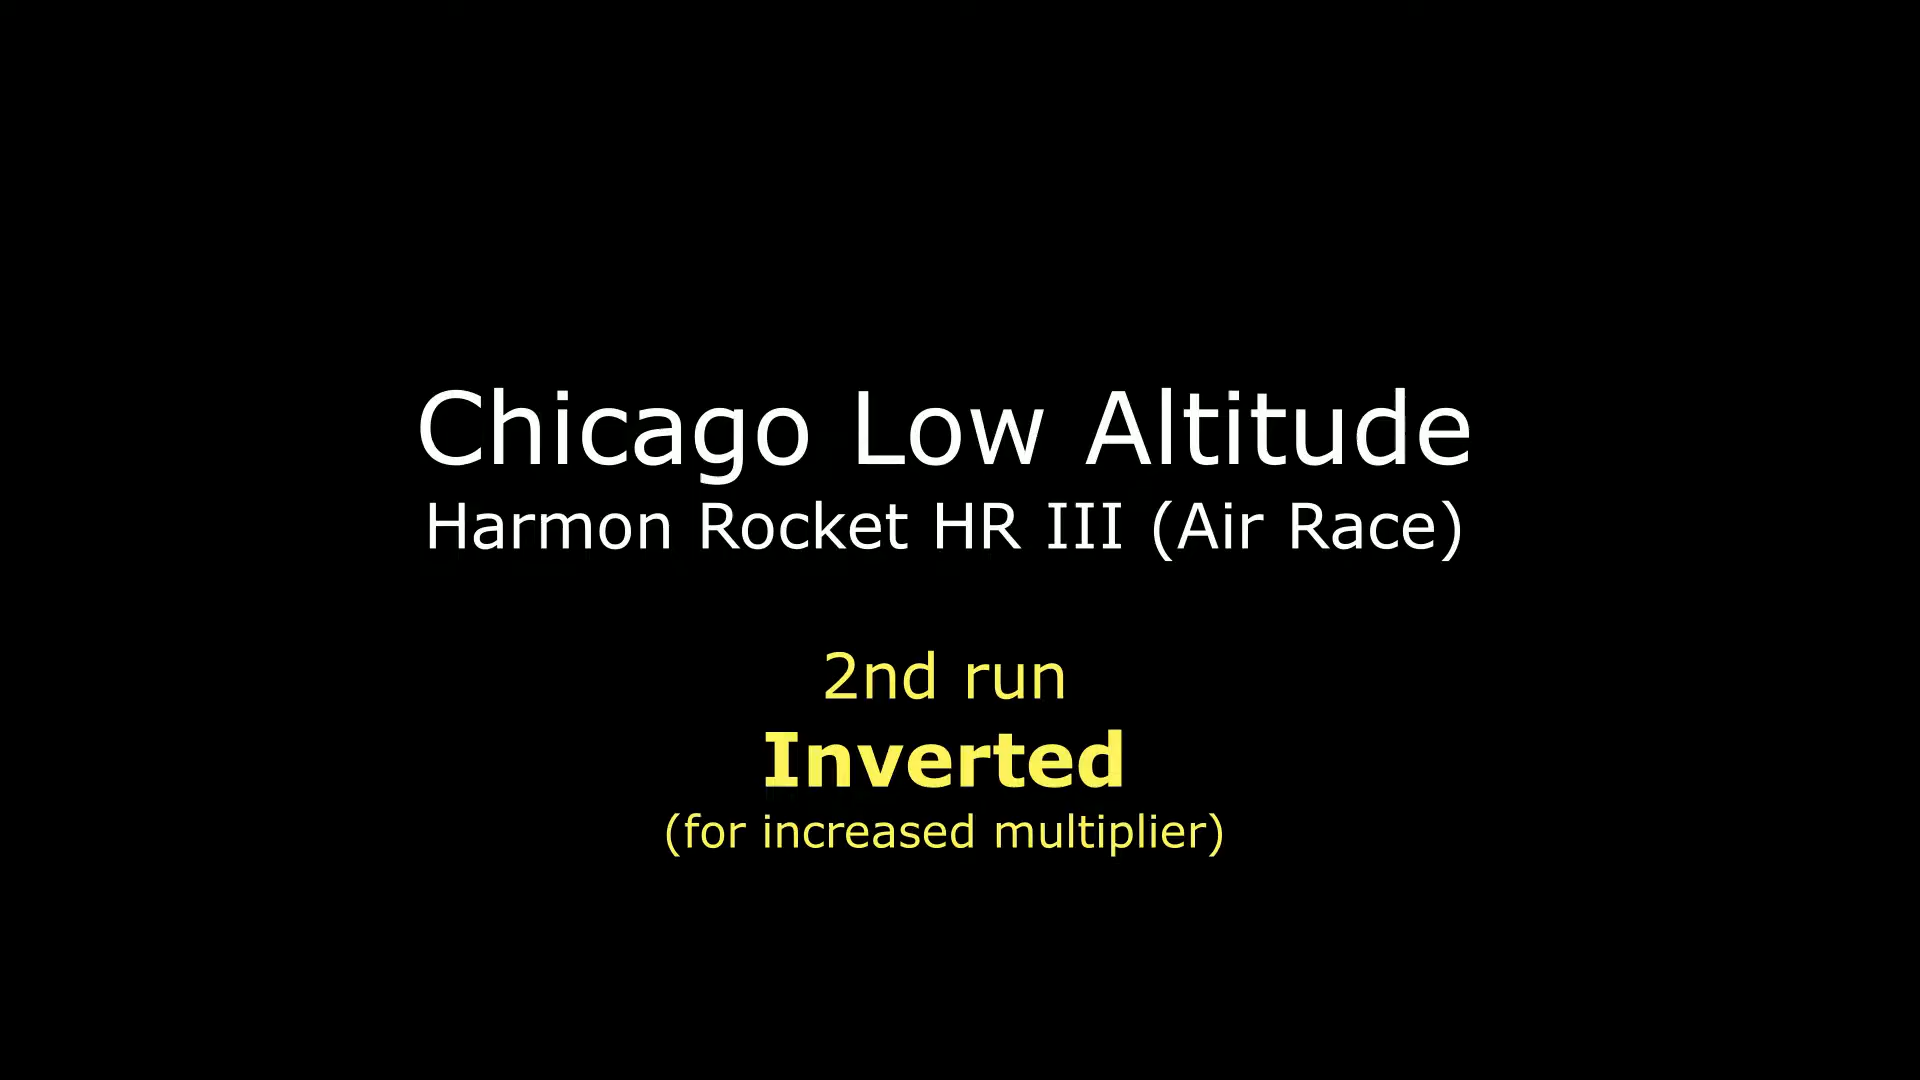 Chicago Low Altitude
Harmon Rocket HR III (Air Race)
2nd run
Inverted
(for increased multiplier)